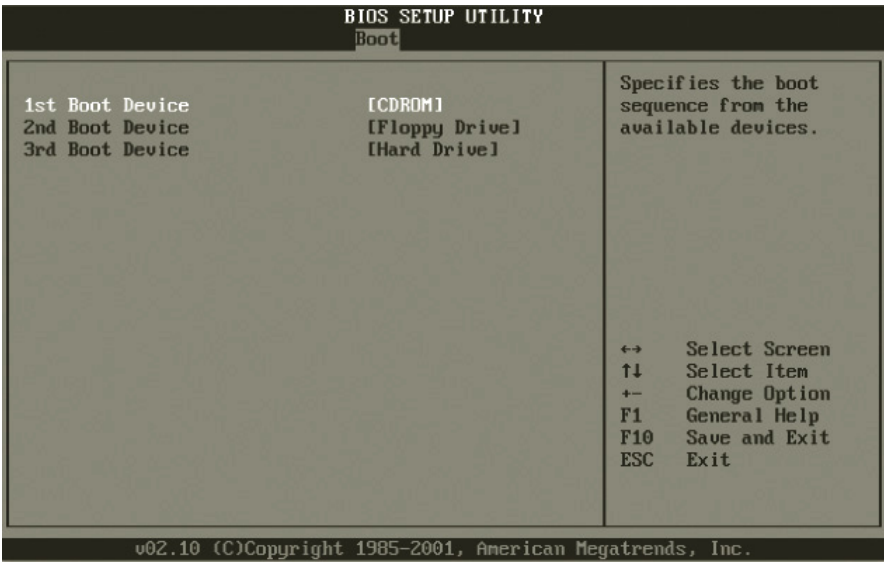 BIOS SETUP UTILITY
Boot
1st Boot Device [CDROM]
2nd Boot Device [Floppy Drive]
3rd Boot Device [Hard Drive]
Specifies the boot
sequence from the
available devices.
←→ Select Screen
↑↓ Select Item
+- Change Option
F1 General Help
F10 Save and Exit
ESC Exit
v02.10 (C)Copyright 1985-2001, American Megatrends, Inc.